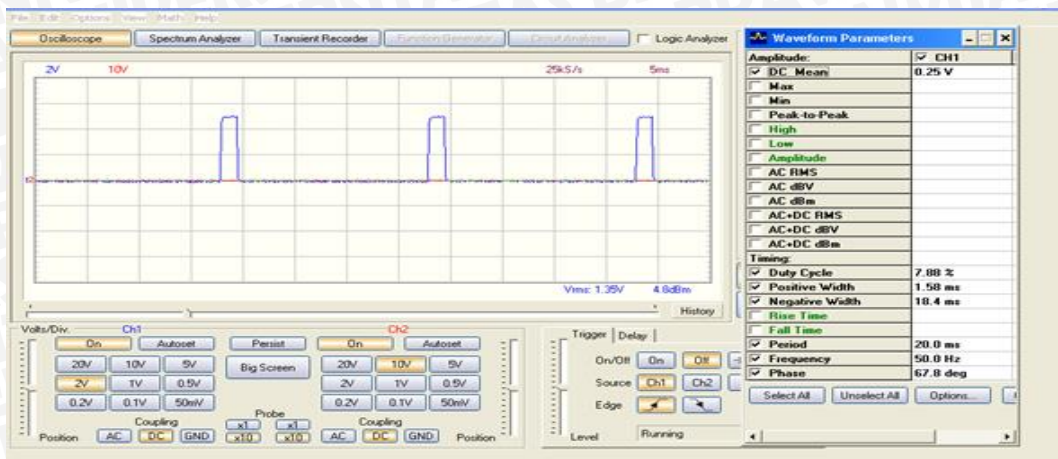 File Edit Options View Math Help
Oscilloscope Spectrum Analyzer Transient Recorder Function Generator Circuit Analyzer Logic Analyzer
2V 10V 25kS/s 5ms
Vrms: 1.35V 4.8dBm
History
Volts/Div. Ch1 Ch2
On Autoset Persist On Autoset
20V 10V 5V Big Screen 20V 10V 5V
2V 1V 0.5V 2V 1V 0.5V
0.2V 0.1V 50mV 0.2V 0.1V 50mV
Coupling Probe Coupling
x1 x1
Position AC DC GND x10 x10 AC DC GND Position
Trigger Delay
On/Off On Off
Source Ch1 Ch2
Edge
Level Running
Waveform Parameters
Amplitude: CH1
DC Mean 0.25 V
Max
Min
Peak-to-Peak
High
Low
Amplitude
AC RMS
AC dBV
AC dBm
AC+DC RMS
AC+DC dBV
AC+DC dBm
Timing:
Duty Cycle 7.88 %
Positive Width 1.58 ms
Negative Width 18.4 ms
Rise Time
Fall Time
Period 20.0 ms
Frequency 50.0 Hz
Phase 67.8 deg
Select All Unselect All Options...